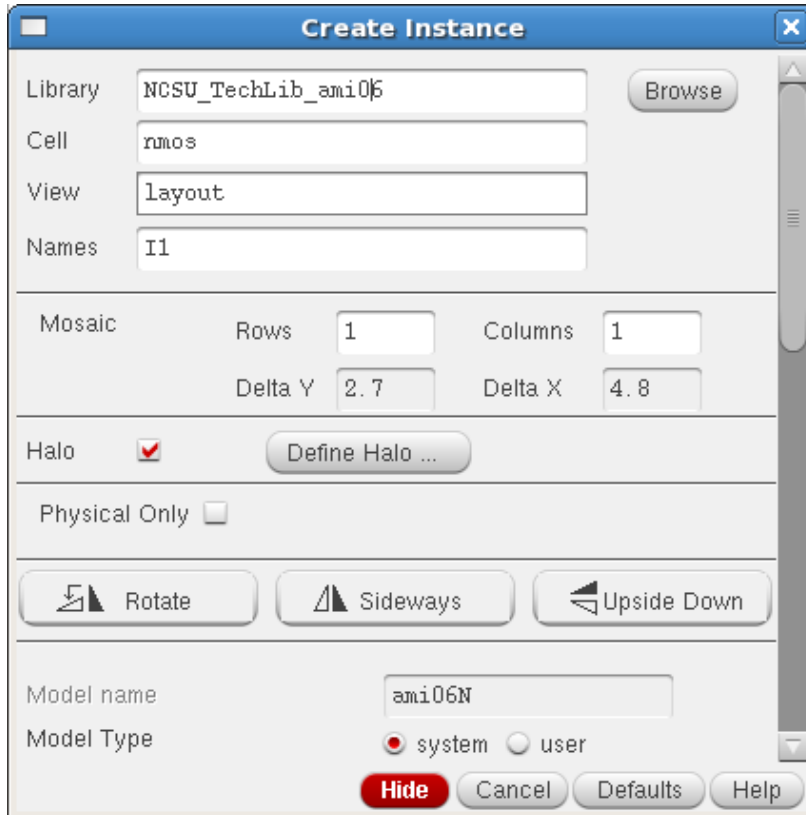 Create Instance
Library NCSU_TechLib_ami06 Browse
Cell nmos
View layout
Names I1
Mosaic Rows 1 Columns 1
Delta Y 2.7 Delta X 4.8
Halo Define Halo ...
Physical Only
Rotate Sideways Upside Down
Model name ami06N
Model Type system user
Hide Cancel Defaults Help